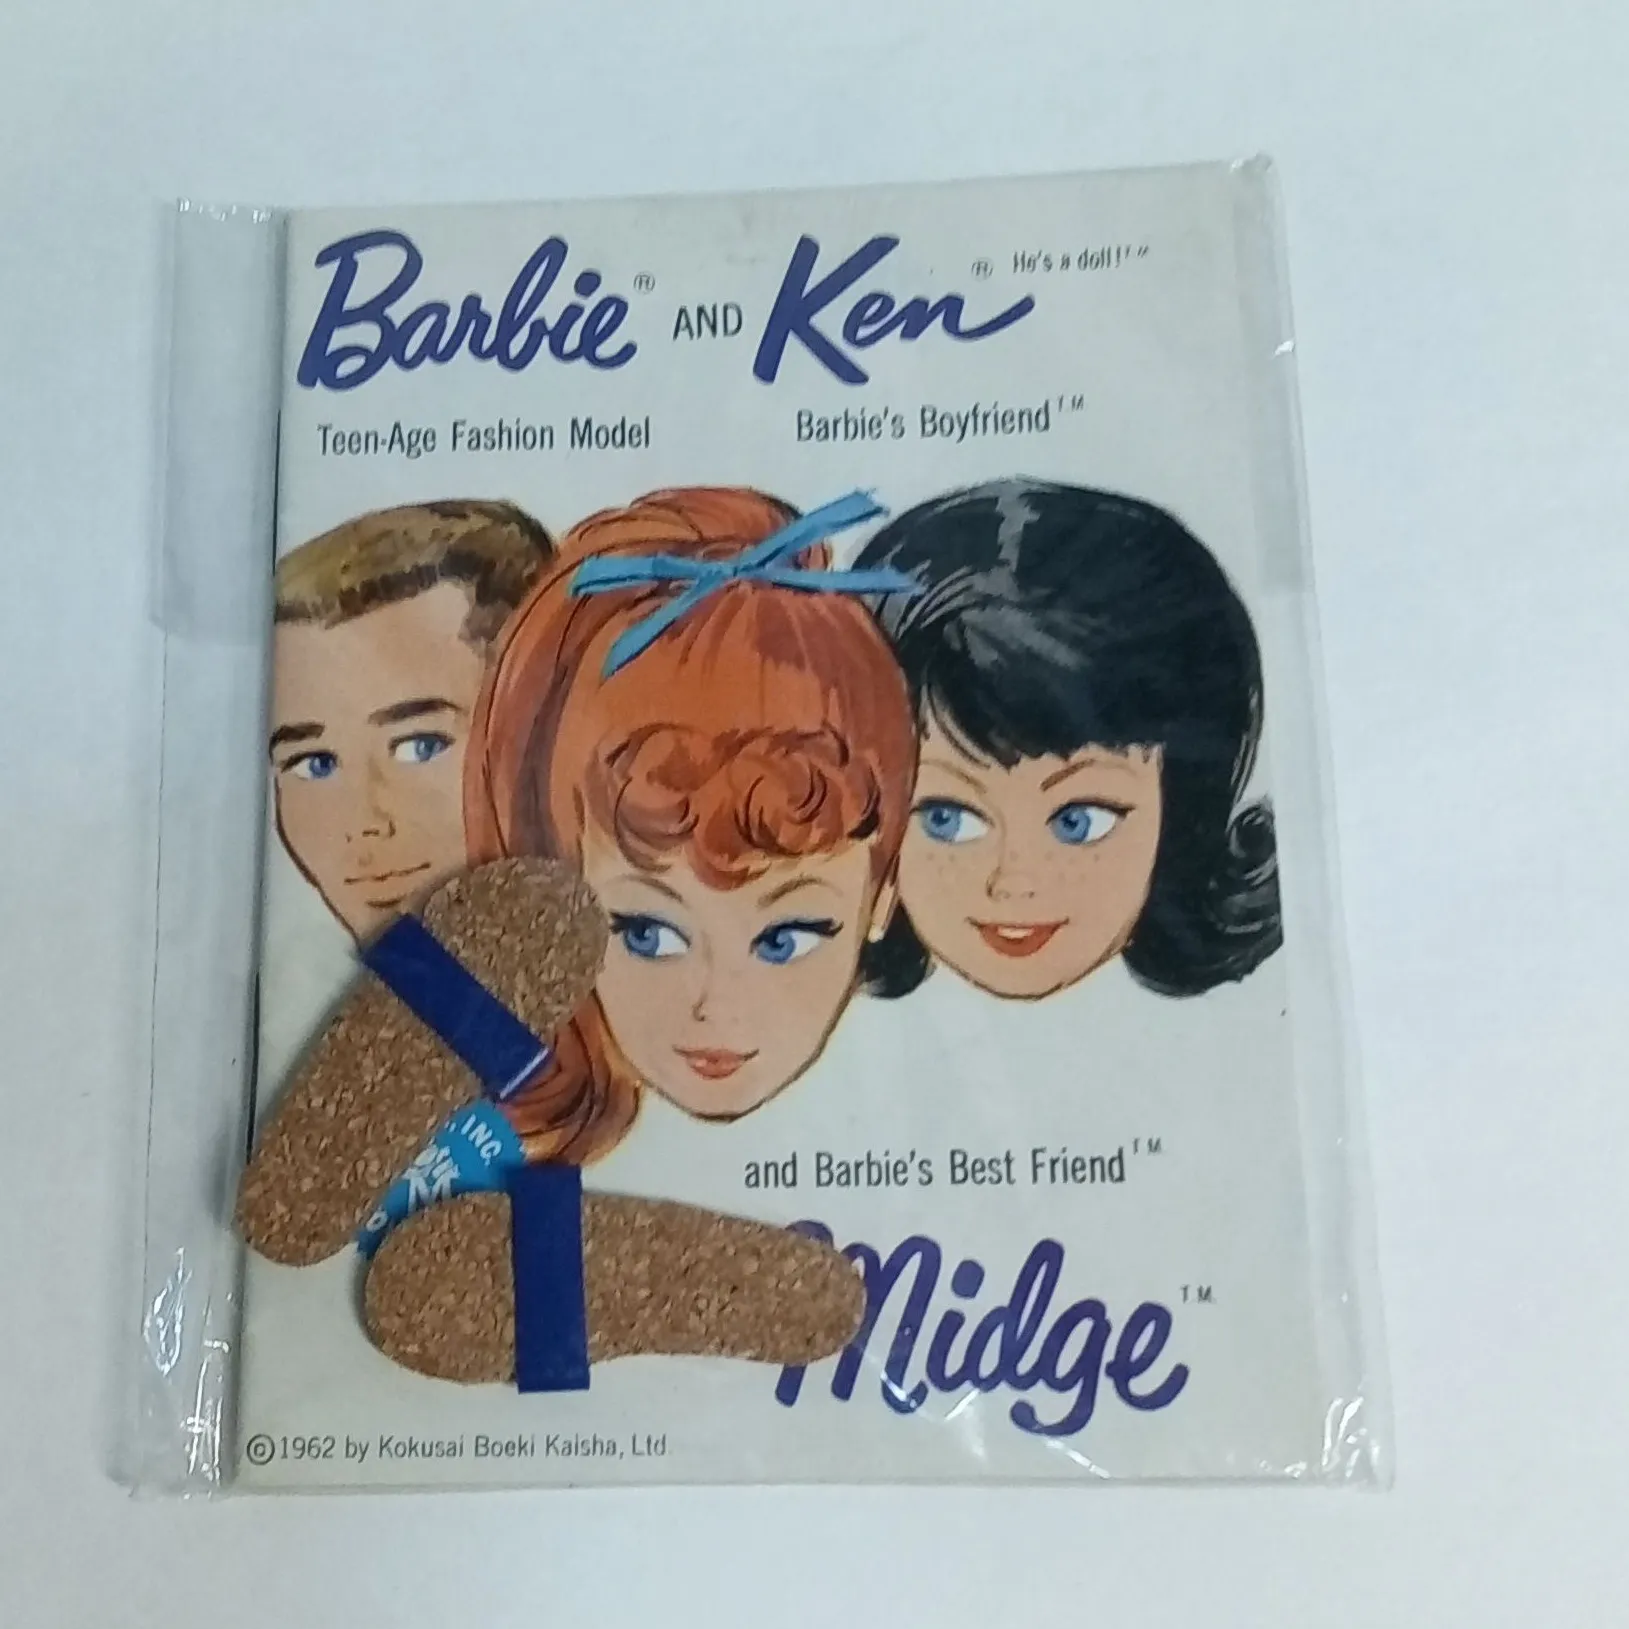 Barbie® AND Ken® He's a doll!™
Teen-Age Fashion Model Barbie's Boyfriend™
INC.
M
and Barbie's Best Friend™
Midge™
©1962 by Kokusai Boeki Kaisha, Ltd.